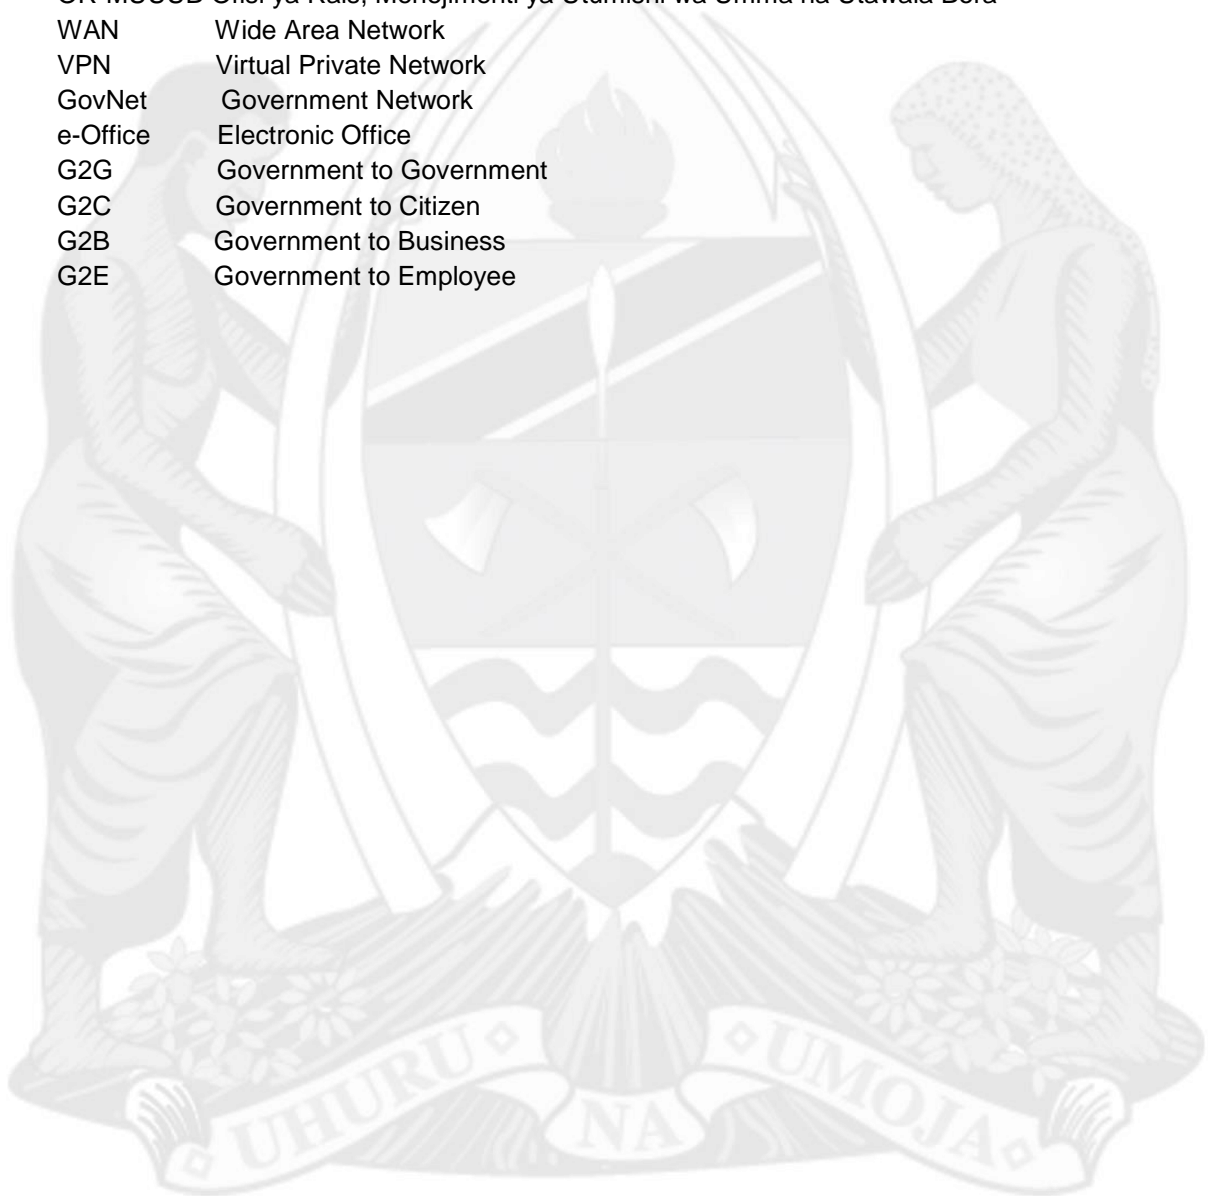 WAN Wide Area Network
VPN Virtual Private Network
GovNet Government Network
e-Office Electronic Office
G2G Government to Government
G2C Government to Citizen
G2B Government to Business
G2E Government to Employee
UHURU NA UMOJA